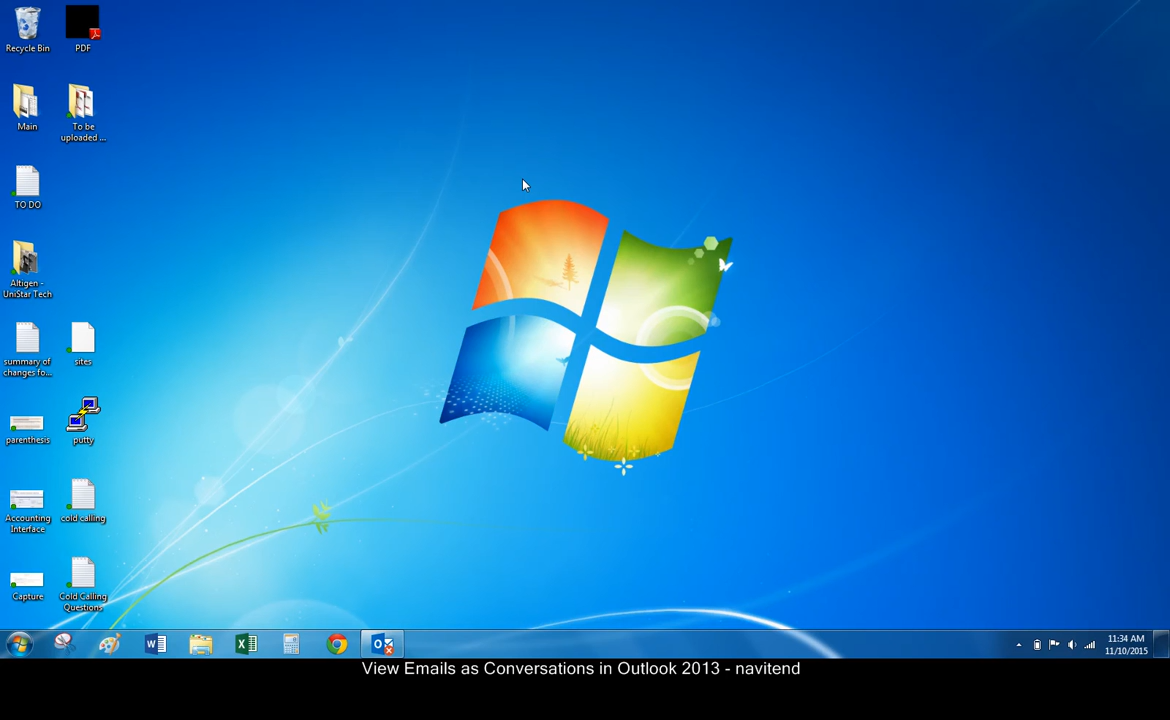 Recycle Bin
PDF
Main
To be
uploaded ...
TO DO
Altigen -
UniStar Tech
summary of
changes fo...
sites
parenthesis
putty
Accounting
Interface
cold calling
Capture
Cold Calling
Questions
11:34 AM
11/10/2015
View Emails as Conversations in Outlook 2013 - navitend